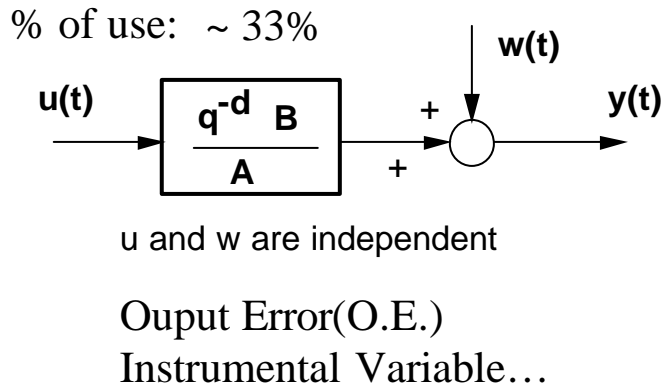 % of use: ~ 33%
w(t)
u(t)
q-d B
A
+
+
y(t)
u and w are independent
Ouput Error(O.E.)
Instrumental Variable…